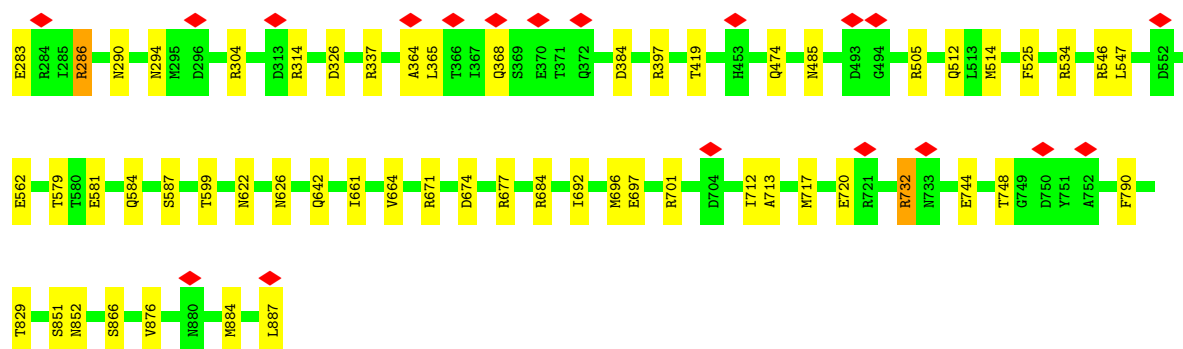 E283 R284 I285 R286 N290 N294 M295 D296 R304 D313 R314 D326 R337 A364 L365 T366 I367 Q368 S369 E370 T371 Q372 D384 R397 T419 H453 Q474 N485 D493 G494 R505 Q512 L513 M514 F525 R534 R546 L547 D552
E562 T579 T580 E581 Q584 S587 T599 N622 N626 Q642 I661 V664 R671 D674 R677 R684 I692 M696 E697 R701 D704 I712 A713 M717 E720 R721 R732 N733 E744 T748 G749 D750 Y751 A752 F790
T829 S851 N852 S866 V876 N880 M884 L887